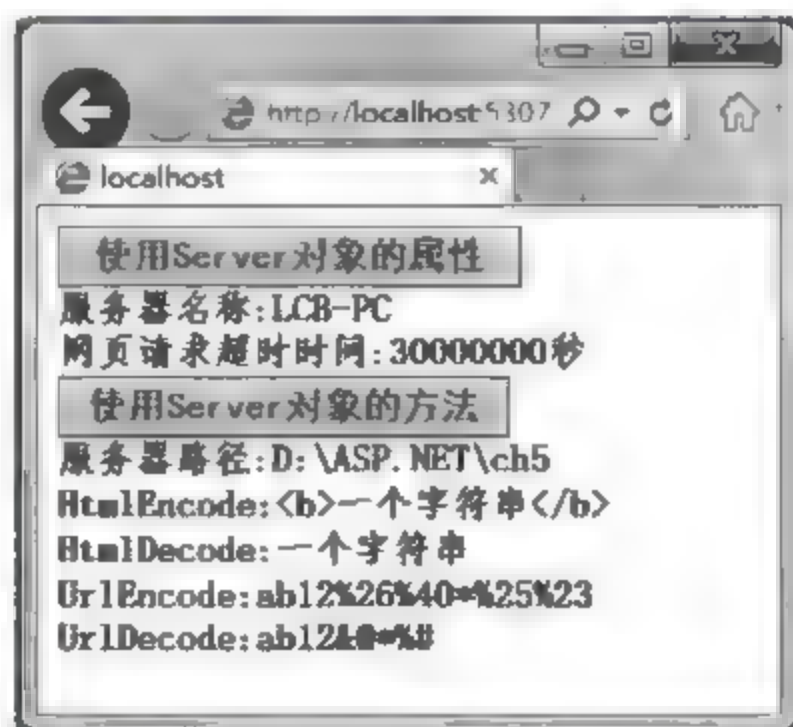 http://localhost:5307
localhost
使用Server对象的属性
服务器名称:LCB-PC
网页请求超时时间:30000000秒
使用Server对象的方法
服务器路径:D:\ASP.NET\ch5
HtmlEncode:<b>一个字符串</b>
HtmlDecode:一个字符串
UrlEncode:ab12%26%40*%25%23
UrlDecode:ab12&@*%#